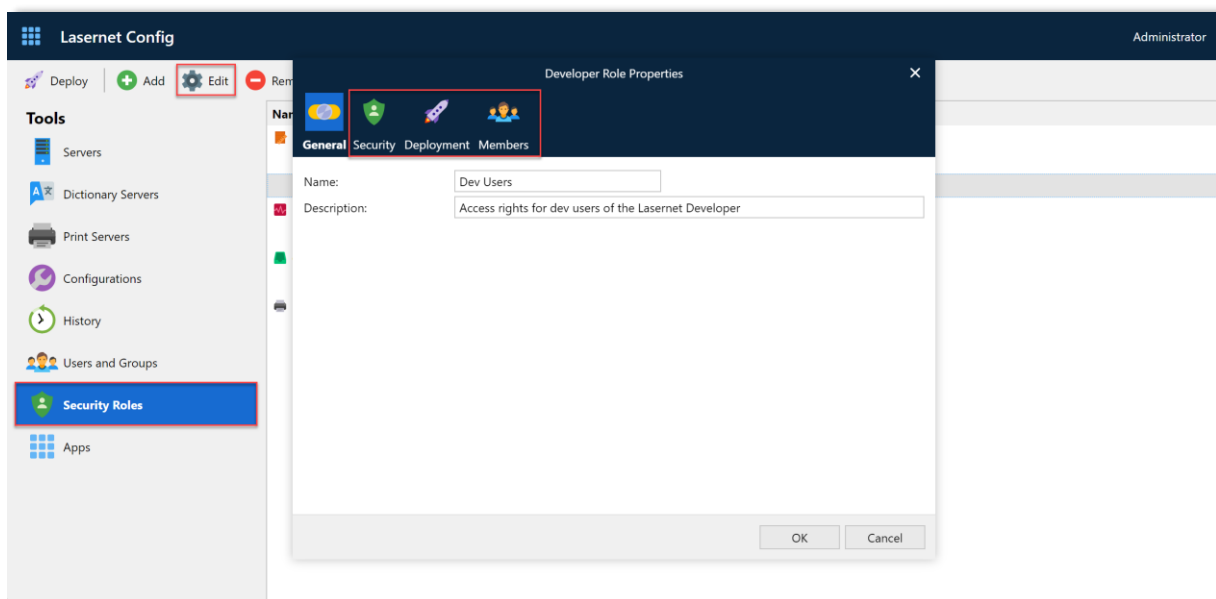 Lasernet Config
Administrator
Deploy Add Edit
Tools
Servers
Dictionary Servers
Print Servers
Configurations
History
Users and Groups
Security Roles
Apps
Developer Role Properties
General Security Deployment Members
Name: Dev Users
Description: Access rights for dev users of the Lasernet Developer
OK Cancel